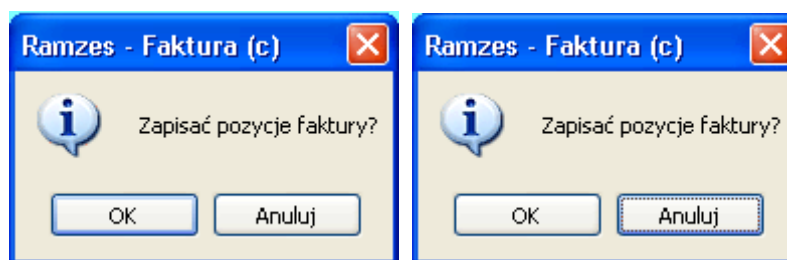 Ramzes - Faktura (c)
Zapisać pozycje faktury?
OK Anuluj
Ramzes - Faktura (c)
Zapisać pozycje faktury?
OK Anuluj